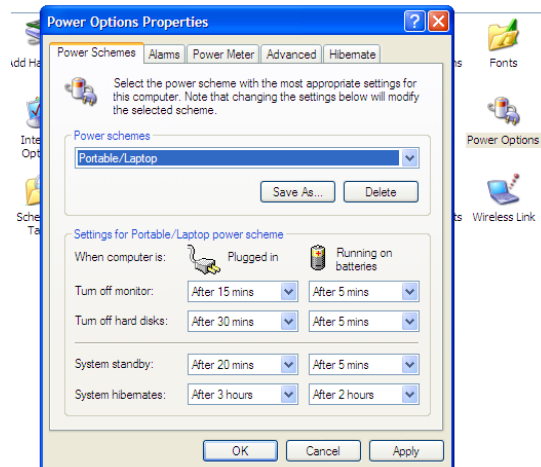 Power Options Properties
Power Schemes Alarms Power Meter Advanced Hibernate
Select the power scheme with the most appropriate settings for
this computer. Note that changing the settings below will modify
the selected scheme.
Power schemes
Portable/Laptop
Save As... Delete
Settings for Portable/Laptop power scheme
When computer is: Plugged in Running on
batteries
Turn off monitor: After 15 mins After 5 mins
Turn off hard disks: After 30 mins After 5 mins
System standby: After 20 mins After 5 mins
System hibernates: After 3 hours After 2 hours
OK Cancel Apply
dd Ha
Inte
Opt
Sche
Ta
ns
Fonts
Power Options
ts
Wireless Link